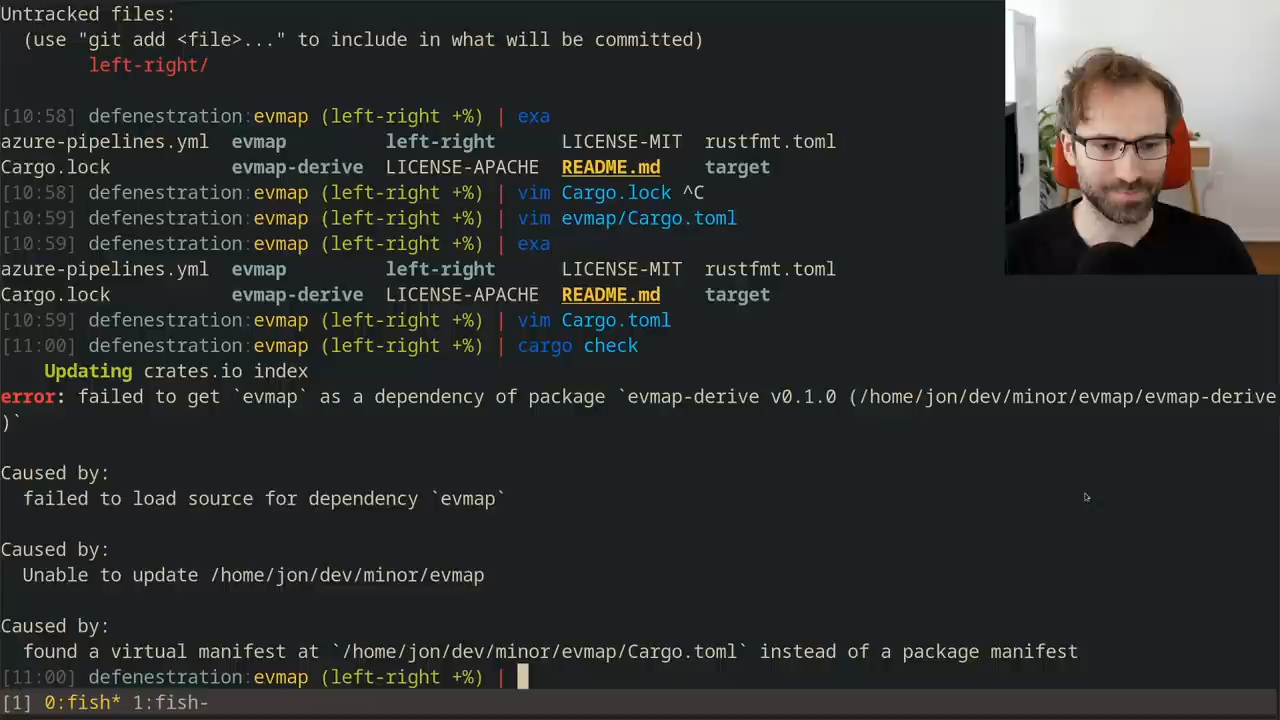 Untracked files:
(use "git add <file>..." to include in what will be committed)
left-right/
[10:58] defenestration:evmap (left-right +%) | exa
azure-pipelines.yml evmap left-right LICENSE-MIT rustfmt.toml
Cargo.lock evmap-derive LICENSE-APACHE README.md target
[10:58] defenestration:evmap (left-right +%) | vim Cargo.lock ^C
[10:59] defenestration:evmap (left-right +%) | vim evmap/Cargo.toml
[10:59] defenestration:evmap (left-right +%) | exa
azure-pipelines.yml evmap left-right LICENSE-MIT rustfmt.toml
Cargo.lock evmap-derive LICENSE-APACHE README.md target
[10:59] defenestration:evmap (left-right +%) | vim Cargo.toml
[11:00] defenestration:evmap (left-right +%) | cargo check
Updating crates.io index
error: failed to get `evmap` as a dependency of package `evmap-derive v0.1.0 (/home/jon/dev/minor/evmap/evmap-derive
)`
Caused by:
failed to load source for dependency `evmap`
Caused by:
Unable to update /home/jon/dev/minor/evmap
Caused by:
found a virtual manifest at `/home/jon/dev/minor/evmap/Cargo.toml` instead of a package manifest
[11:00] defenestration:evmap (left-right +%) |
[1] 0:fish* 1:fish-